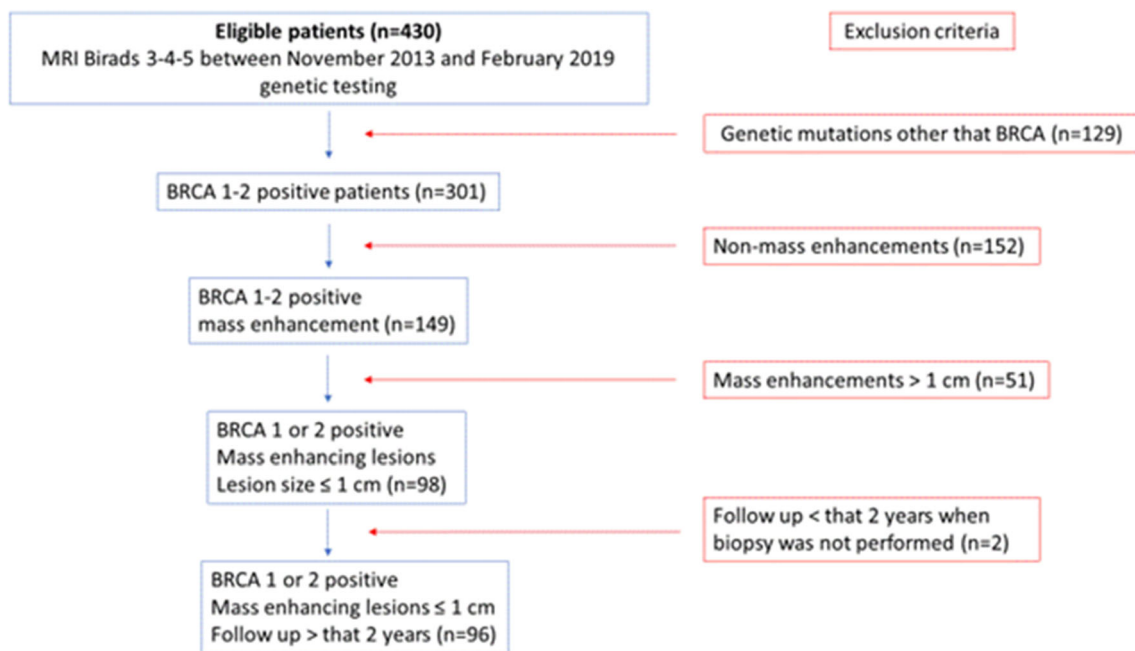 Eligible patients (n=430)
MRI Birads 3-4-5 between November 2013 and February 2019
genetic testing
Exclusion criteria
Genetic mutations other that BRCA (n=129)
BRCA 1-2 positive patients (n=301)
Non-mass enhancements (n=152)
BRCA 1-2 positive
mass enhancement (n=149)
Mass enhancements > 1 cm (n=51)
BRCA 1 or 2 positive
Mass enhancing lesions
Lesion size ≤ 1 cm (n=98)
Follow up < that 2 years when
biopsy was not performed (n=2)
BRCA 1 or 2 positive
Mass enhancing lesions ≤ 1 cm
Follow up > that 2 years (n=96)